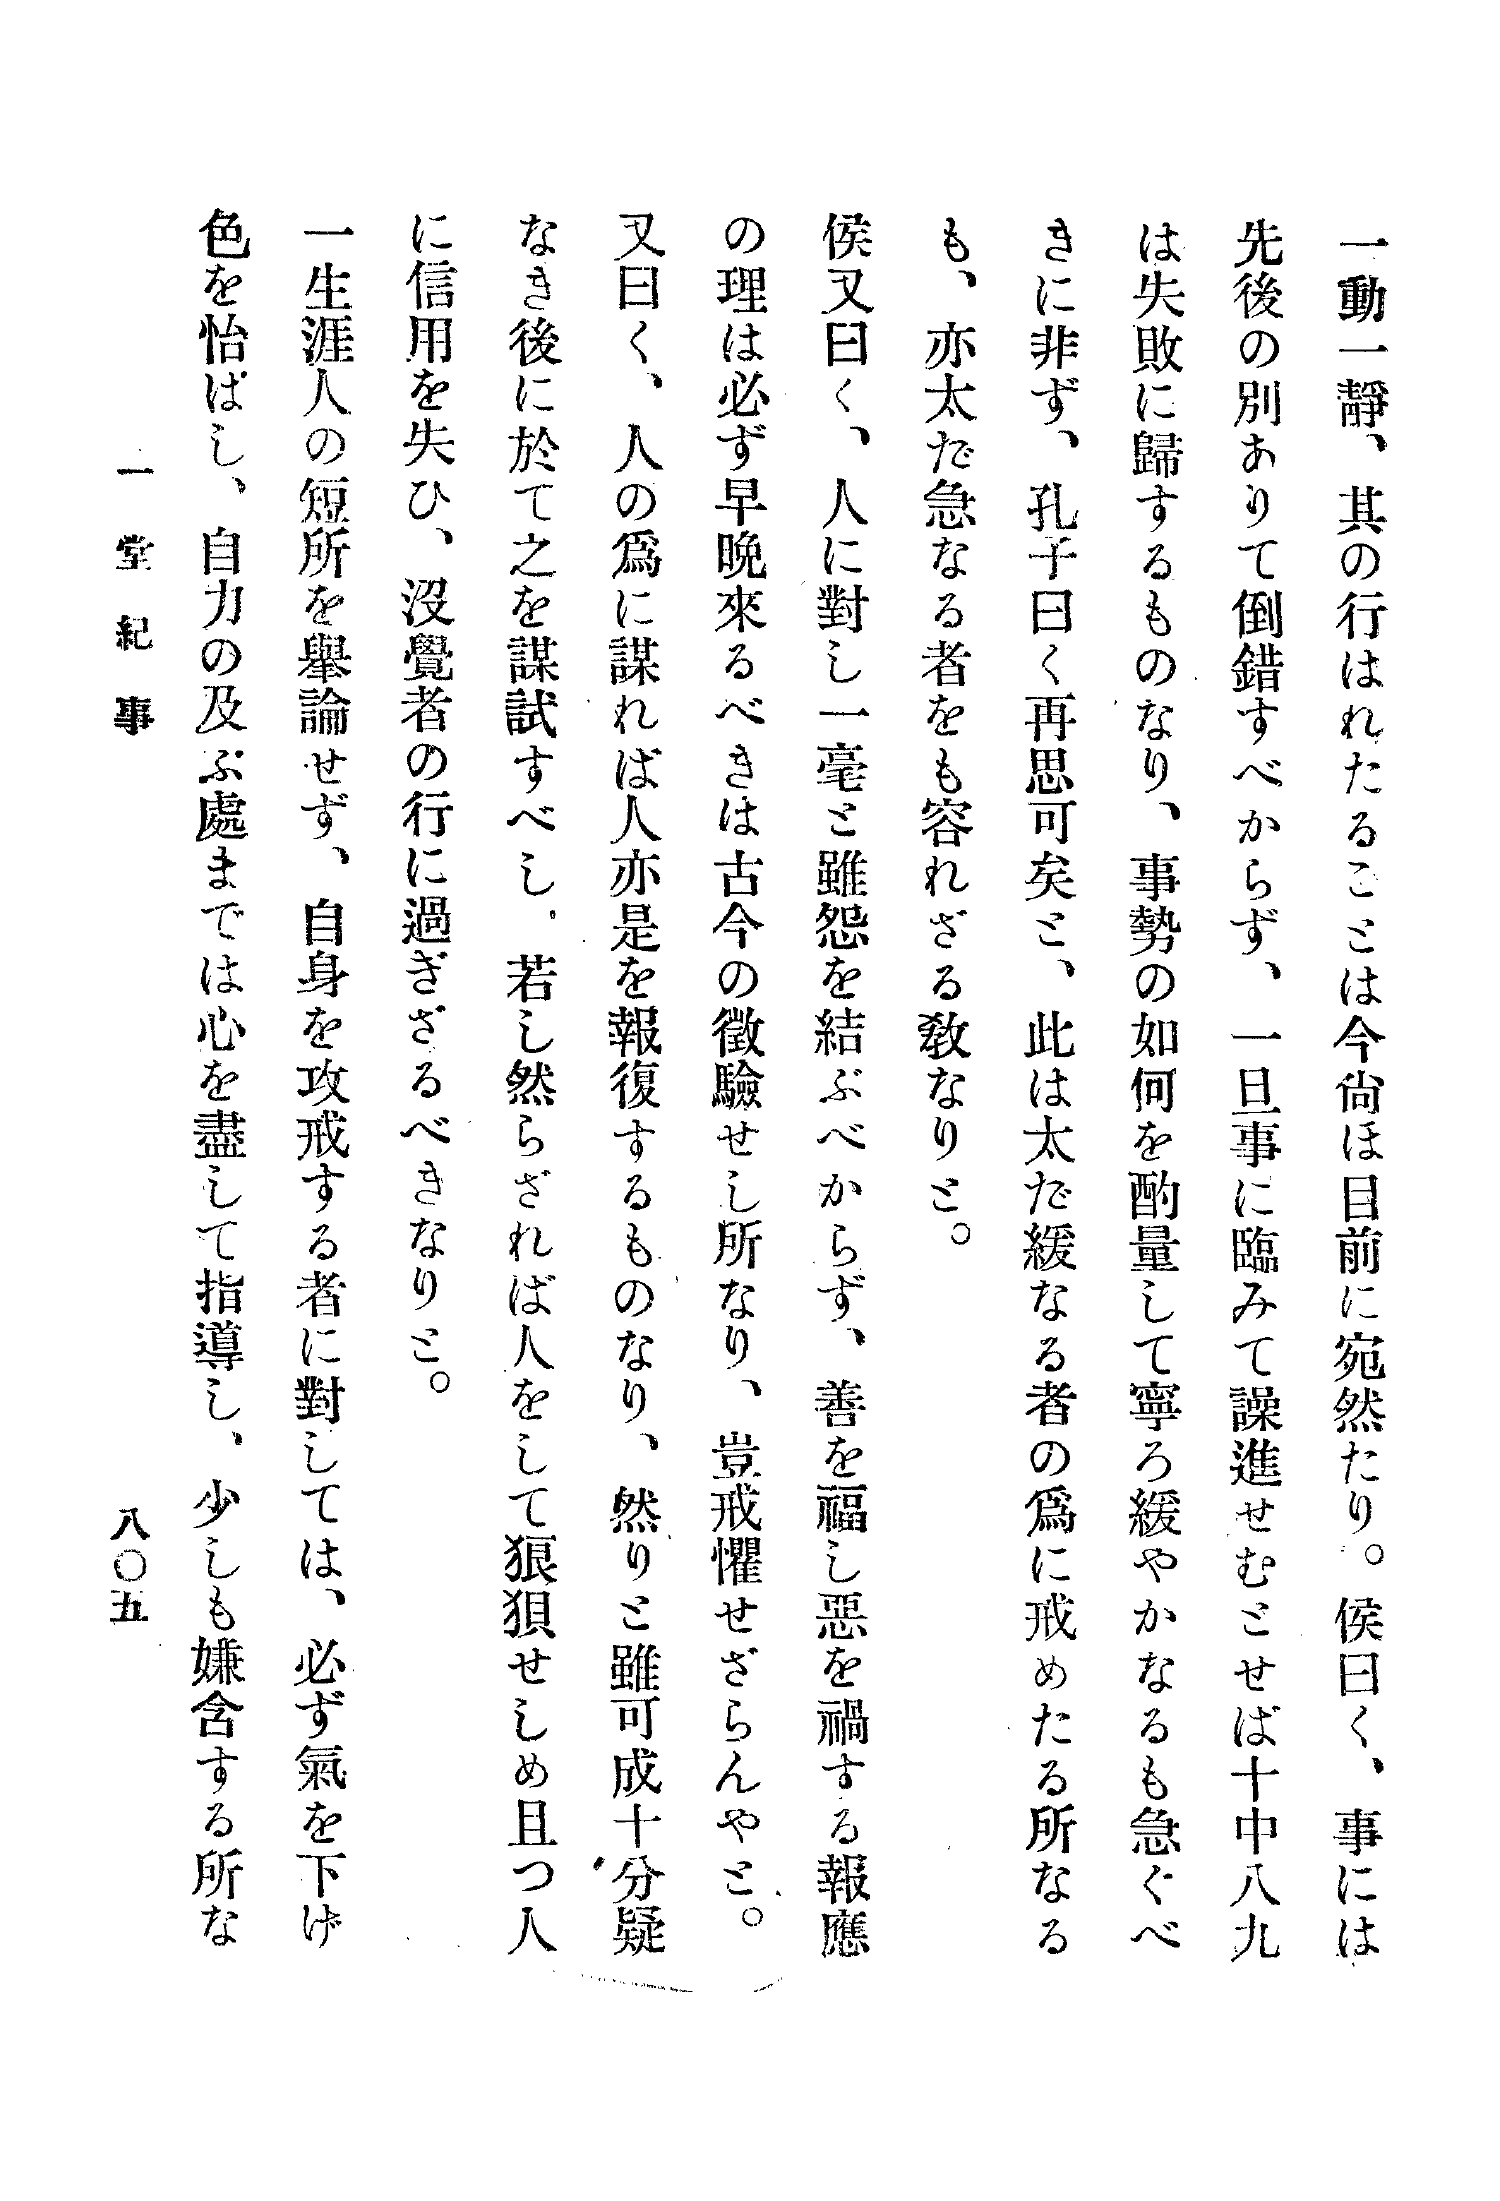 一動一靜、其の行はれたることは今尙ほ目前に宛然たり。侯曰く、事には
先後の別ありて倒錯すべからず、一旦事に臨みて譟進せむとせば十中八九
は失敗に歸するものなり、事勢の如何を酌量して寧ろ緩やかなるも急ぐべ
きに非ず、孔子曰く再思可矣と、此は太だ緩なる者の爲に戒めたる所なる
も、亦太だ急なる者をも容れざる敎なりと。
侯又曰く、人に對し一毫と雖怨を結ぶべからず、善を福し惡を禍する報應
の理は必ず早晩來るべきは古今の徵驗せし所なり、豈戒懼せざらんやと。
又曰く、人の爲に謀れば人亦是を報復するものなり、然りと雖可成十分疑
なき後に於て之を謀試すべし、若し然らざれば人をして狼狽せしめ且つ人
に信用を失ひ、沒覺者の行に過ぎざるべきなりと。
一生涯人の短所を擧論せず、自身を攻戒する者に對しては、必ず氣を下げ
色を怡ばし、自力の及ぶ處までは心を盡して指導し、少しも嫌含する所な
一堂紀事
八〇五